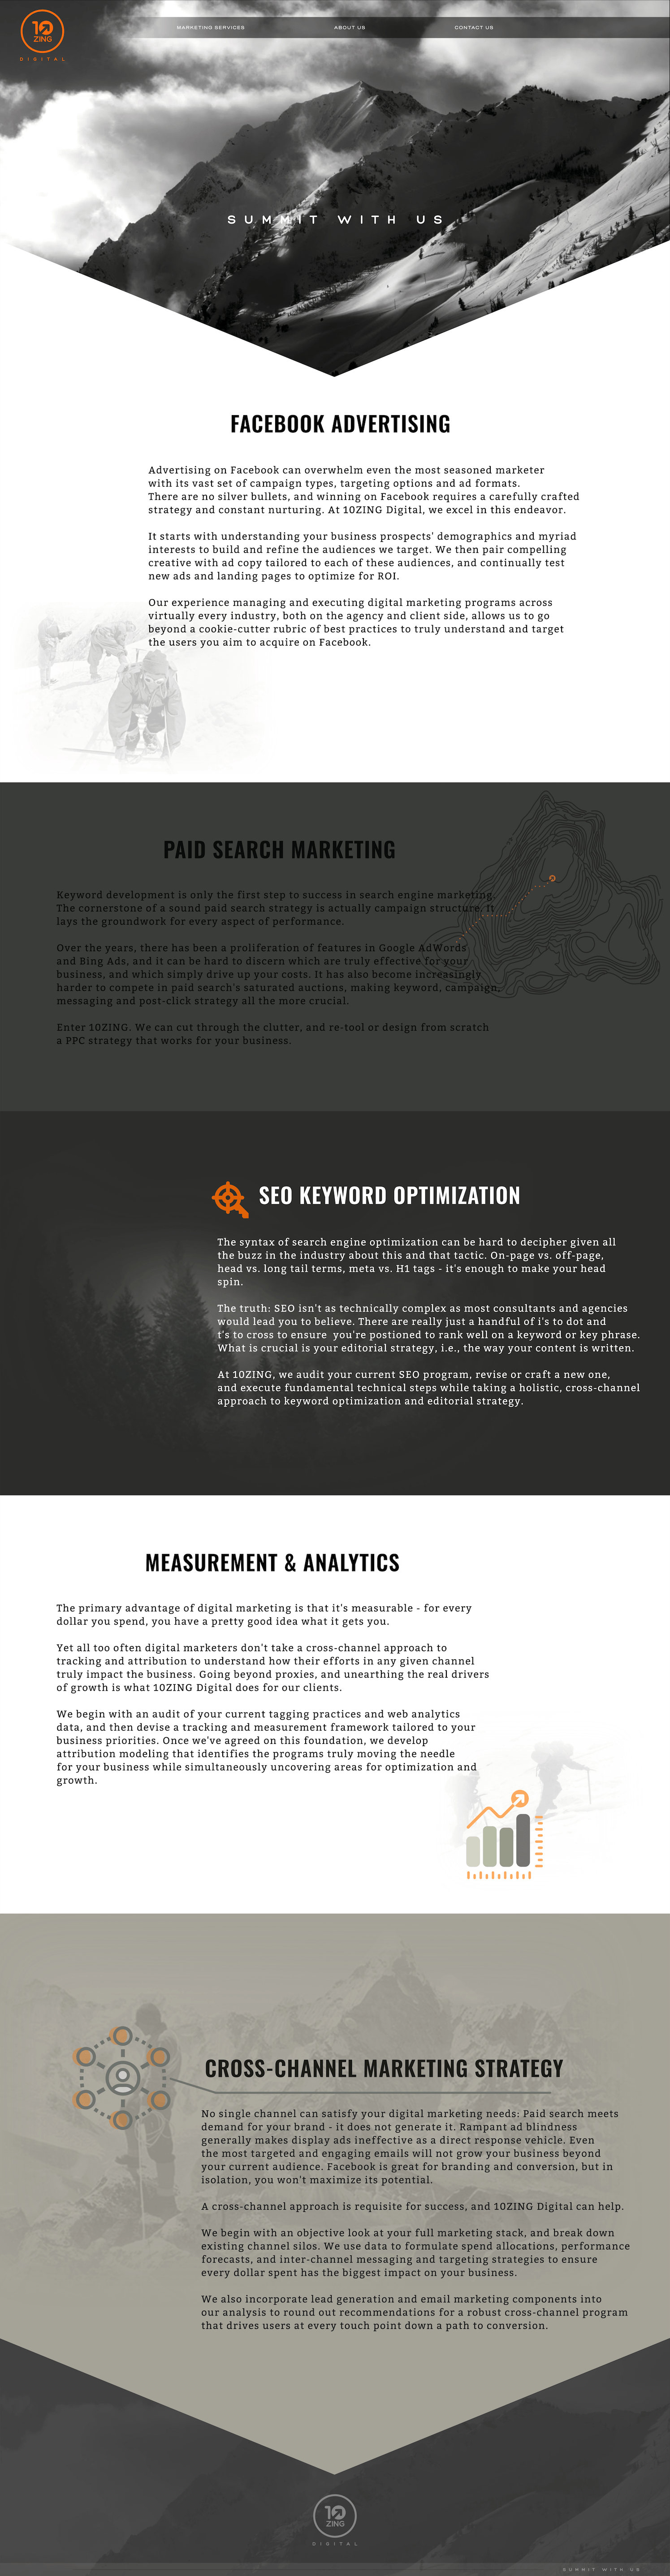 10
ZING
DIGITAL
MARKETING SERVICES
ABOUT US
CONTACT US
SUMMIT WITH US
FACEBOOK ADVERTISING
Advertising on Facebook can overwhelm even the most seasoned marketer
with its vast set of campaign types, targeting options and ad formats.
There are no silver bullets, and winning on Facebook requires a carefully crafted
strategy and constant nurturing. At 10ZING Digital, we excel in this endeavor.
It starts with understanding your business prospects' demographics and myriad
interests to build and refine the audiences we target. We then pair compelling
creative with ad copy tailored to each of these audiences, and continually test
new ads and landing pages to optimize for ROI.
Our experience managing and executing digital marketing programs across
virtually every industry, both on the agency and client side, allows us to go
beyond a cookie-cutter rubric of best practices to truly understand and target
the users you aim to acquire on Facebook.
PAID SEARCH MARKETING
Keyword development is only the first step to success in search engine marketing.
The cornerstone of a sound paid search strategy is actually campaign structure. It
lays the groundwork for every aspect of performance.
Over the years, there has been a proliferation of features in Google AdWords
and Bing Ads, and it can be hard to discern which are truly effective for your
business, and which simply drive up your costs. It has also become increasingly
harder to compete in paid search's saturated auctions, making keyword, campaign,
messaging and post-click strategy all the more crucial.
Enter 10ZING. We can cut through the clutter, and re-tool or design from scratch
a PPC strategy that works for your business.
SEO KEYWORD OPTIMIZATION
The syntax of search engine optimization can be hard to decipher given all
the buzz in the industry about this and that tactic. On-page vs. off-page,
head vs. long tail terms, meta vs. H1 tags - it's enough to make your head
spin.
The truth: SEO isn't as technically complex as most consultants and agencies
would lead you to believe. There are really just a handful of i's to dot and
t's to cross to ensure  you're postioned to rank well on a keyword or key phrase.
What is crucial is your editorial strategy, i.e., the way your content is written.
At 10ZING, we audit your current SEO program, revise or craft a new one,
and execute fundamental technical steps while taking a holistic, cross-channel
approach to keyword optimization and editorial strategy.
MEASUREMENT & ANALYTICS
The primary advantage of digital marketing is that it's measurable - for every
dollar you spend, you have a pretty good idea what it gets you.
Yet all too often digital marketers don't take a cross-channel approach to
tracking and attribution to understand how their efforts in any given channel
truly impact the business. Going beyond proxies, and unearthing the real drivers
of growth is what 10ZING Digital does for our clients.
We begin with an audit of your current tagging practices and web analytics
data, and then devise a tracking and measurement framework tailored to your
business priorities. Once we've agreed on this foundation, we develop
attribution modeling that identifies the programs truly moving the needle
for your business while simultaneously uncovering areas for optimization and
growth.
CROSS-CHANNEL MARKETING STRATEGY
No single channel can satisfy your digital marketing needs: Paid search meets
demand for your brand - it does not generate it. Rampant ad blindness
generally makes display ads ineffective as a direct response vehicle. Even
the most targeted and engaging emails will not grow your business beyond
your current audience. Facebook is great for branding and conversion, but in
isolation, you won't maximize its potential.
A cross-channel approach is requisite for success, and 10ZING Digital can help.
We begin with an objective look at your full marketing stack, and break down
existing channel silos. We use data to formulate spend allocations, performance
forecasts, and inter-channel messaging and targeting strategies to ensure
every dollar spent has the biggest impact on your business.
We also incorporate lead generation and email marketing components into
our analysis to round out recommendations for a robust cross-channel program
that drives users at every touch point down a path to conversion.
10
ZING
DIGITAL
SUMMIT WITH US